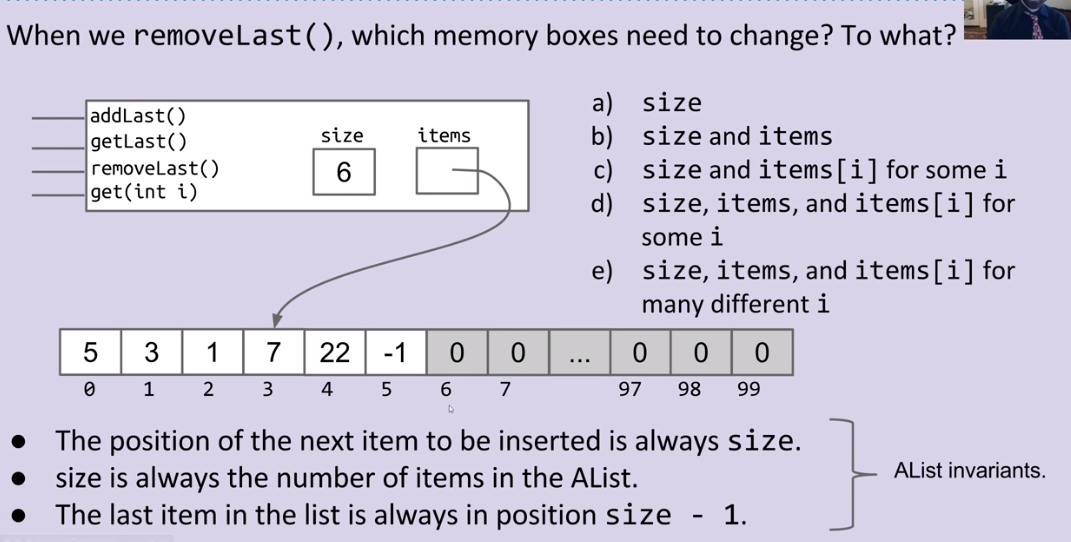 When we removeLast(), which memory boxes need to change? To what?
addLast()
getLast()
removeLast()
get(int i)
size
items
6
a) size
b) size and items
c) size and items[i] for some i
d) size, items, and items[i] for
some i
e) size, items, and items[i] for
many different i
5 3 1 7 22 -1 0 0 ... 0 0 0
0 1 2 3 4 5 6 7 97 98 99
● The position of the next item to be inserted is always size.
● size is always the number of items in the AList.
● The last item in the list is always in position size - 1.
AList invariants.